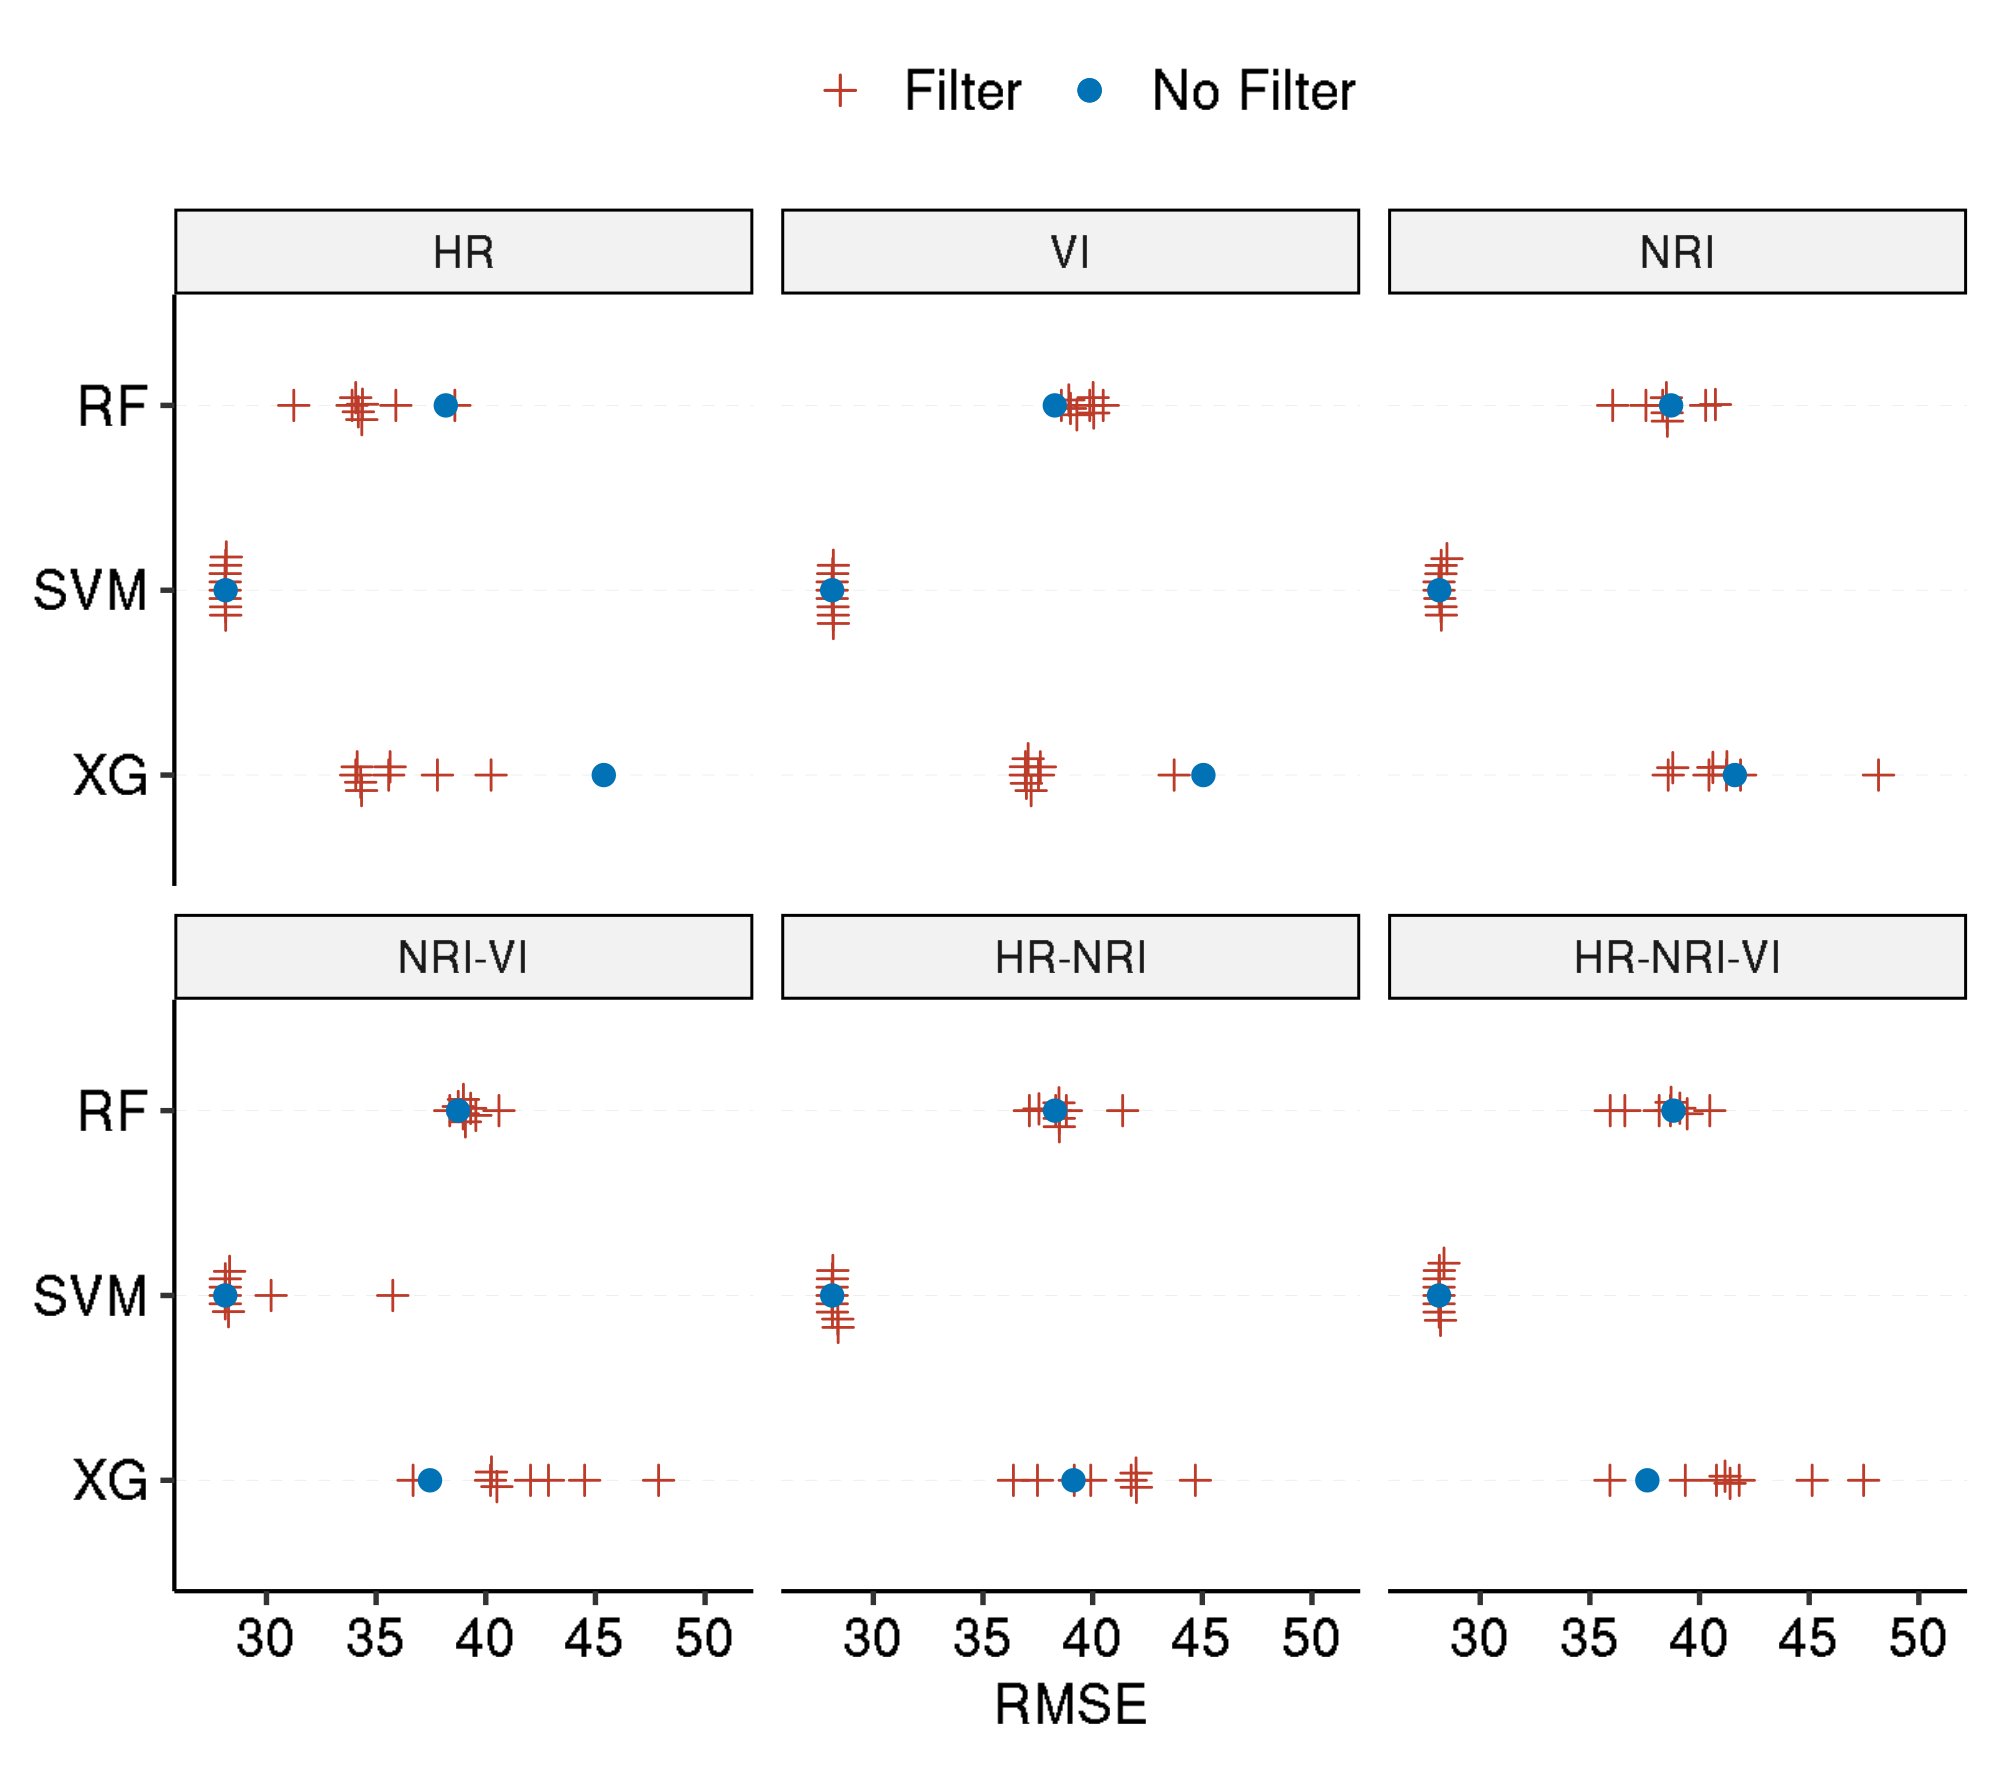 Filter No Filter
HR VI NRI
RF
SVM
XG
NRI-VI HR-NRI HR-NRI-VI
RF
SVM
XG
30 35 40 45 50 30 35 40 45 50 30 35 40 45 50
RMSE